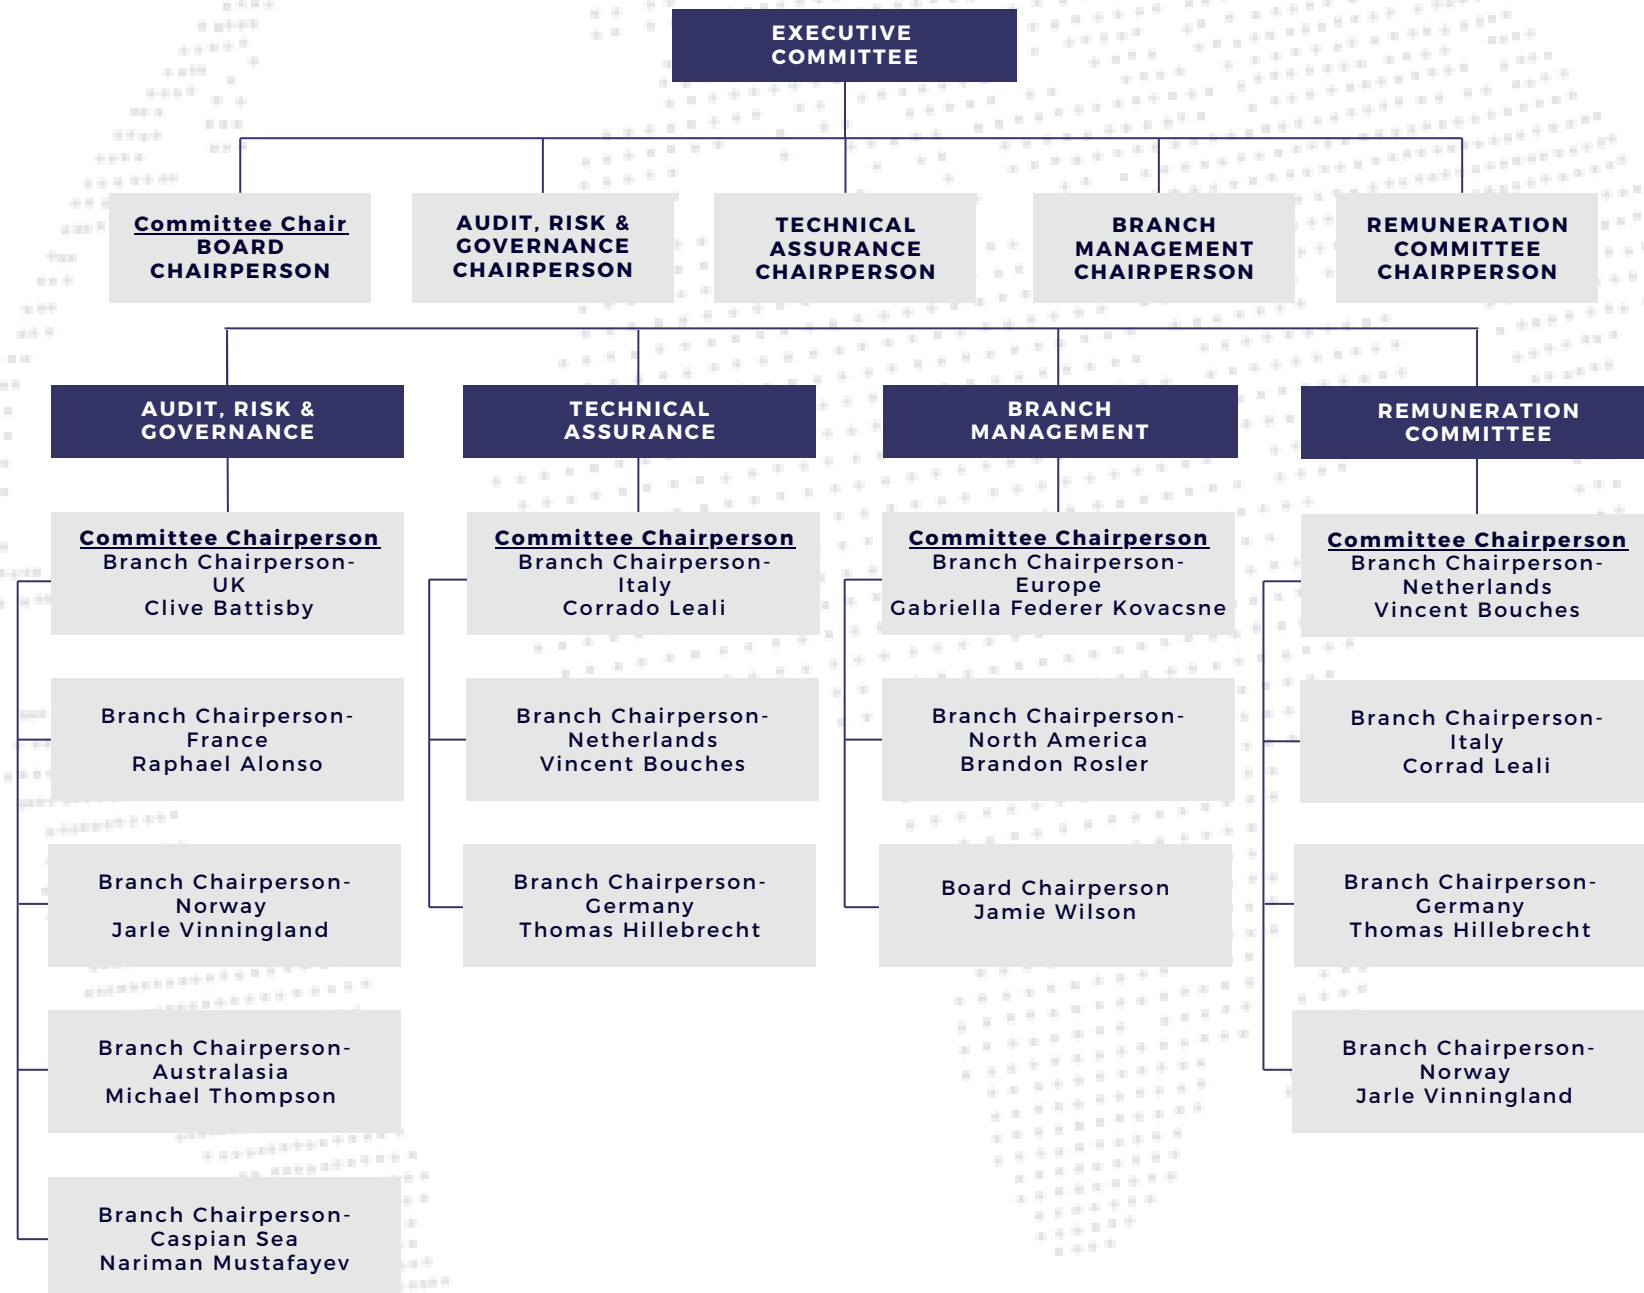 EXECUTIVE
COMMITTEE
Committee Chair
BOARD
CHAIRPERSON
AUDIT, RISK &
GOVERNANCE
CHAIRPERSON
TECHNICAL
ASSURANCE
CHAIRPERSON
BRANCH
MANAGEMENT
CHAIRPERSON
REMUNERATION
COMMITTEE
CHAIRPERSON
AUDIT, RISK &
GOVERNANCE
Committee Chairperson
Branch Chairperson-
UK
Clive Battisby
Branch Chairperson-
France
Raphael Alonso
Branch Chairperson-
Norway
Jarle Vinningland
Branch Chairperson-
Australasia
Michael Thompson
Branch Chairperson-
Caspian Sea
Nariman Mustafayev
TECHNICAL
ASSURANCE
Committee Chairperson
Branch Chairperson-
Italy
Corrado Leali
Branch Chairperson-
Netherlands
Vincent Bouches
Branch Chairperson-
Germany
Thomas Hillebrecht
BRANCH
MANAGEMENT
Committee Chairperson
Branch Chairperson-
Europe
Gabriella Federer Kovacsne
Branch Chairperson-
North America
Brandon Rosler
Board Chairperson
Jamie Wilson
REMUNERATION
COMMITTEE
Committee Chairperson
Branch Chairperson-
Netherlands
Vincent Bouches
Branch Chairperson-
Italy
Corrad Leali
Branch Chairperson-
Germany
Thomas Hillebrecht
Branch Chairperson-
Norway
Jarle Vinningland